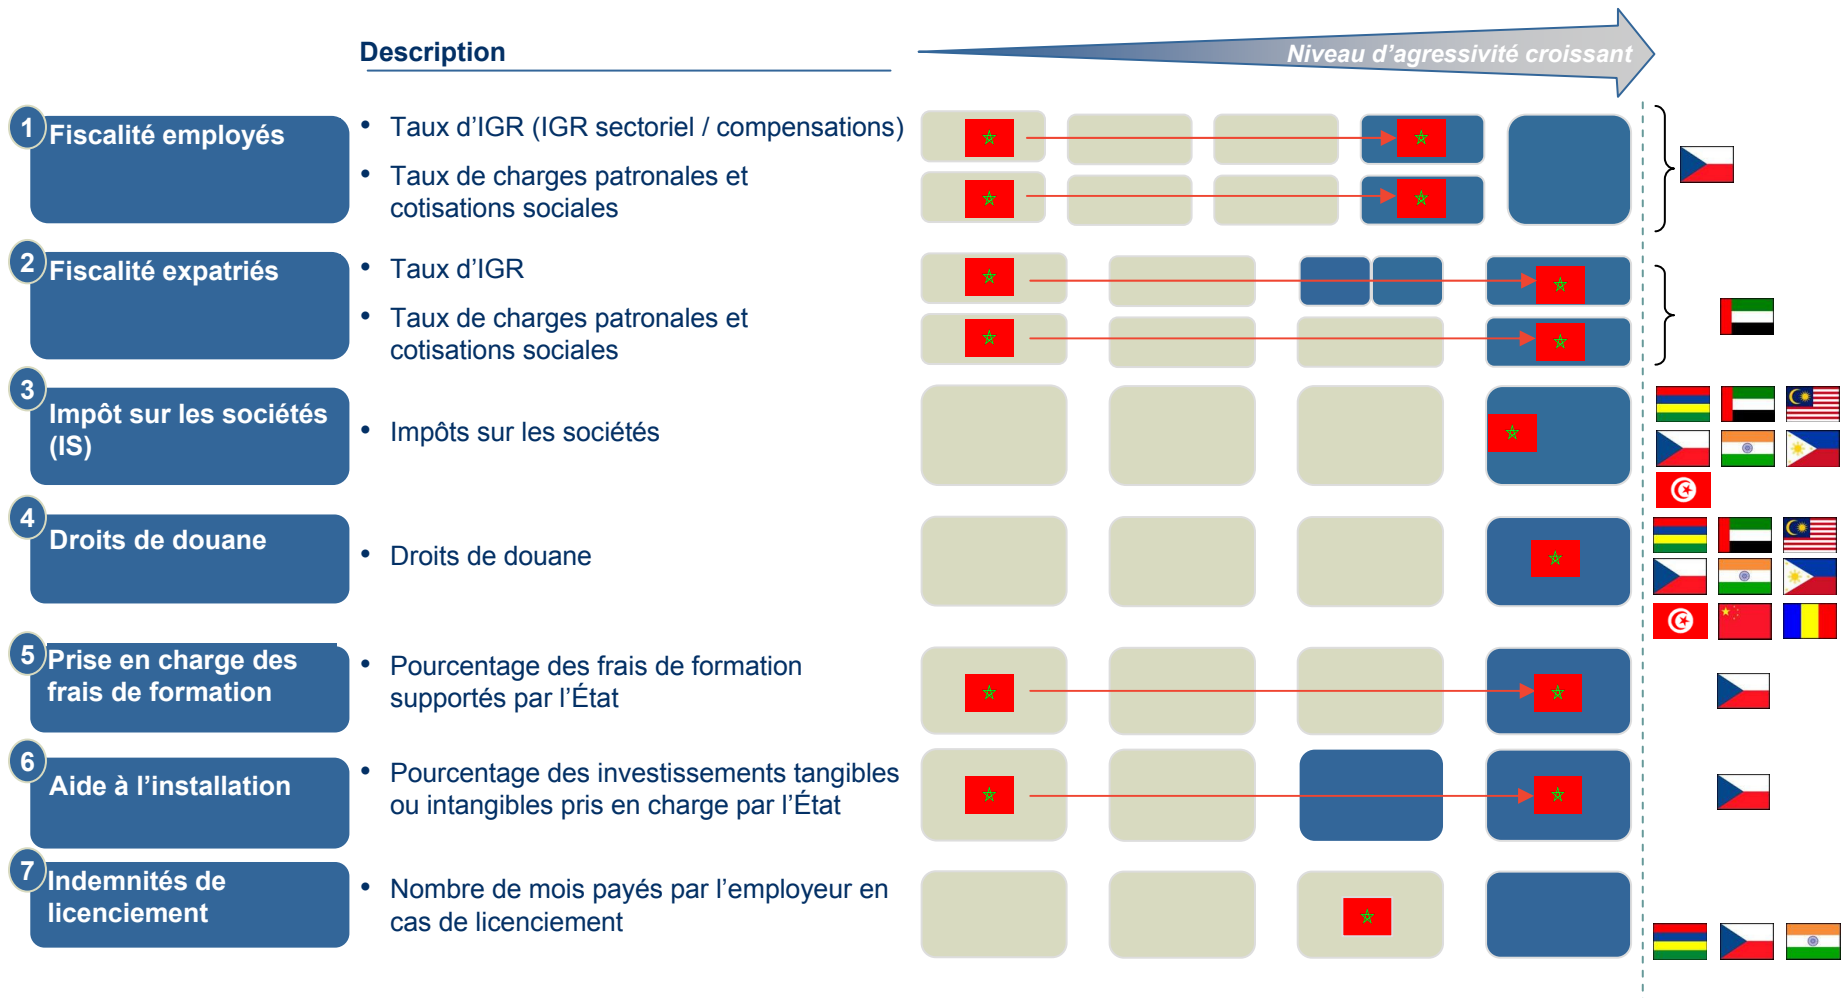 Description
Niveau d'agressivité croissant
1
Fiscalité employés
• Taux d'IGR (IGR sectoriel / compensations)
• Taux de charges patronales et
cotisations sociales
2
Fiscalité expatriés
• Taux d'IGR
• Taux de charges patronales et
cotisations sociales
3
Impôt sur les sociétés
(IS)
• Impôts sur les sociétés
4
Droits de douane
• Droits de douane
5
Prise en charge des
frais de formation
• Pourcentage des frais de formation
supportés par l'État
6
Aide à l'installation
• Pourcentage des investissements tangibles
ou intangibles pris en charge par l'État
7
Indemnités de
licenciement
• Nombre de mois payés par l'employeur en
cas de licenciement